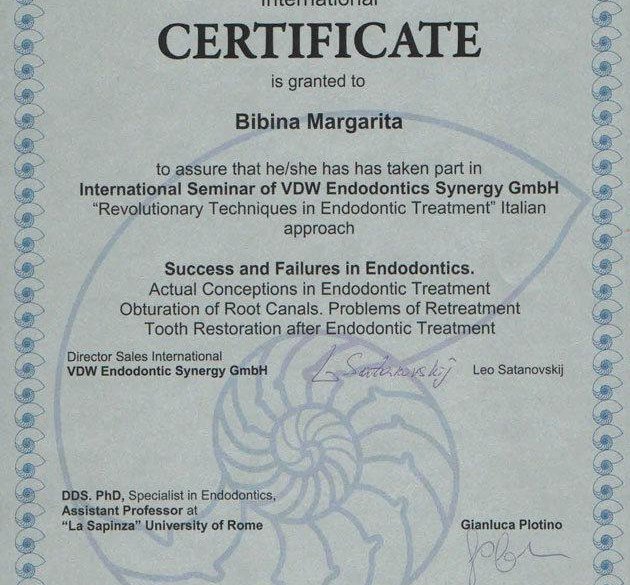 International
CERTIFICATE
is granted to
Bibina Margarita
to assure that he/she has has taken part in
International Seminar of VDW Endodontics Synergy GmbH
“Revolutionary Techniques in Endodontic Treatment” Italian
approach
Success and Failures in Endodontics.
Actual Conceptions in Endodontic Treatment
Obturation of Root Canals. Problems of Retreatment
Tooth Restoration after Endodontic Treatment
Director Sales International
VDW Endodontic Synergy GmbH
L Satanovskij
Leo Satanovskij
DDS. PhD, Specialist in Endodontics,
Assistant Professor at
“La Sapinza” University of Rome
Gianluca Plotino